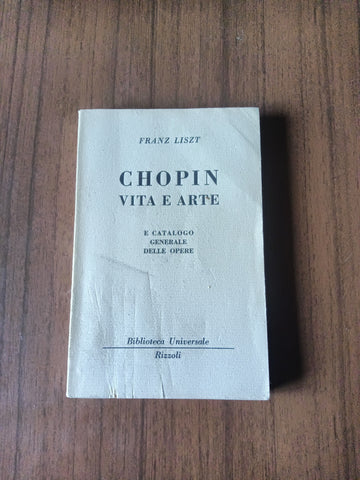 FRANZ LISZT
CHOPIN
VITA E ARTE
E CATALOGO
GENERALE
DELLE OPERE
Biblioteca Universale
Rizzoli